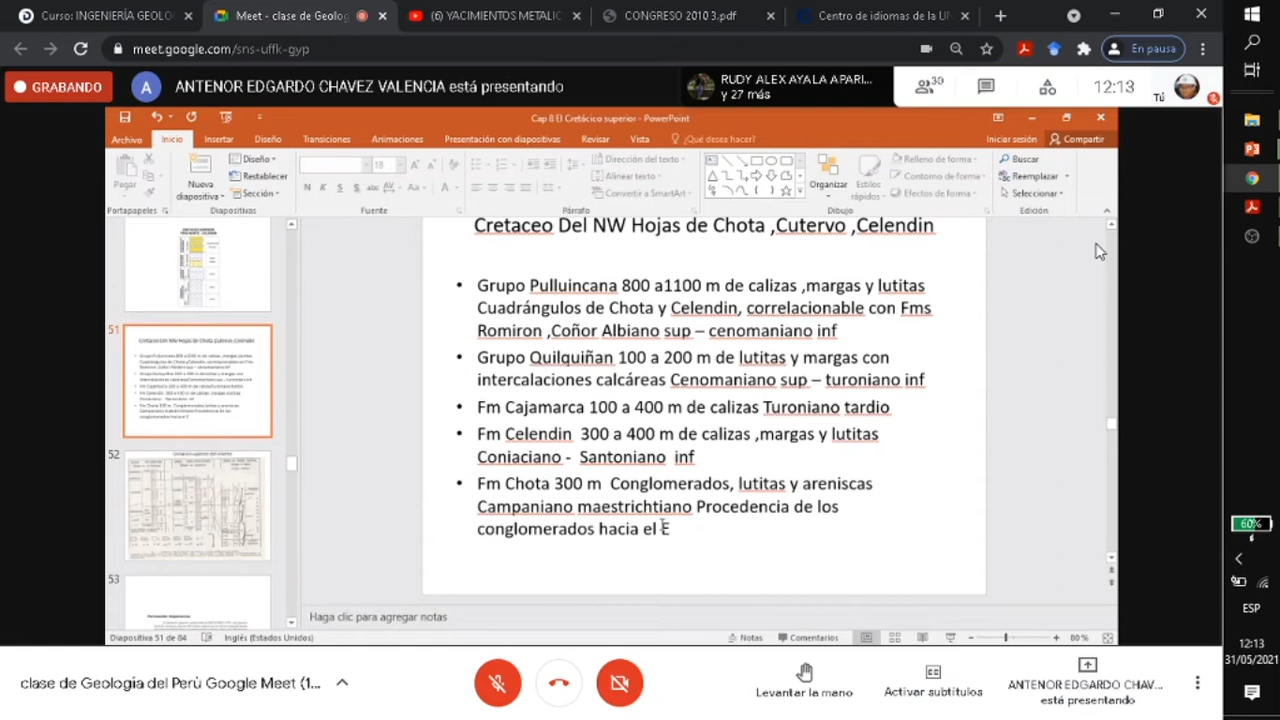 Curso: INGENIERÍA GEOLO
Meet - clase de Geolog
(6) YACIMIENTOS METALIC
CONGRESO 2010 3.pdf
Centro de idiomas de la U
meet.google.com/sns-uffk-gyp
En pausa
GRABANDO
A
ANTENOR EDGARDO CHAVEZ VALENCIA está presentando
RUDY ALEX AYALA APARI...
y 27 más
30
12:13
Tú
Cap 8 El Cretácico superior - PowerPoint
Archivo Inicio Insertar Diseño Transiciones Animaciones Presentación con diapositivas Revisar Vista ¿Qué desea hacer? Iniciar sesión Compartir
Pegar
Nueva diapositiva
Diseño
Restablecer
Sección
18
N K S S abc AV Aa A
Dirección del texto
Alinear texto
Convertir a SmartArt
Organizar
Estilos rápidos
Relleno de forma
Contorno de forma
Efectos de forma
Buscar
Reemplazar
Seleccionar
Portapapeles Diapositivas Fuente Párrafo Dibujo Edición
51
52
53
Cretaceo Del NW Hojas de Chota ,Cutervo ,Celendin
• Grupo Pulluincana 800 a1100 m de calizas ,margas y lutitas
Cuadrángulos de Chota y Celendin, correlacionable con Fms
Romiron ,Coñor Albiano sup – cenomaniano inf
• Grupo Quilquiñan 100 a 200 m de lutitas y margas con
intercalaciones calcareas Cenomaniano sup – turoniano inf
• Fm Cajamarca 100 a 400 m de calizas Turoniano tardio
• Fm Celendin 300 a 400 m de calizas ,margas y lutitas
Coniaciano - Santoniano inf
• Fm Chota 300 m Conglomerados, lutitas y areniscas
Campaniano maestrichtiano Procedencia de los
conglomerados hacia el E
Haga clic para agregar notas
Diapositiva 51 de 84 Inglés (Estados Unidos) Notas Comentarios 80 %
clase de Geología del Perú Google Meet (1...
Levantar la mano
Activar subtítulos
ANTENOR EDGARDO CHAV...
está presentando
60%
ESP
12:13
31/05/2021